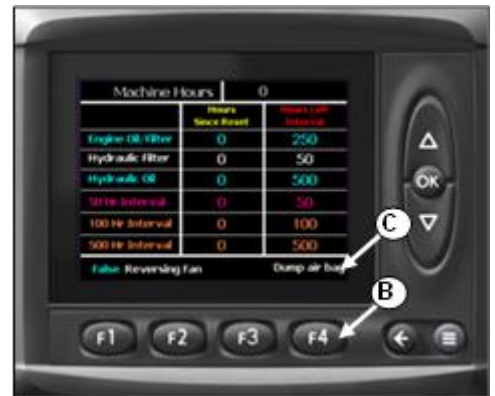 Machine Hours 0
Hours Since Reset Hours Left Interval
Engine Oil/Filter 0 250
Hydraulic Filter 0 50
Hydraulic Oil 0 500
50 Hr Interval 0 50
100 Hr Interval 0 100
500 Hr Interval 0 500
False Reversing Fan Dump air bag
OK
C
B
F1 F2 F3 F4